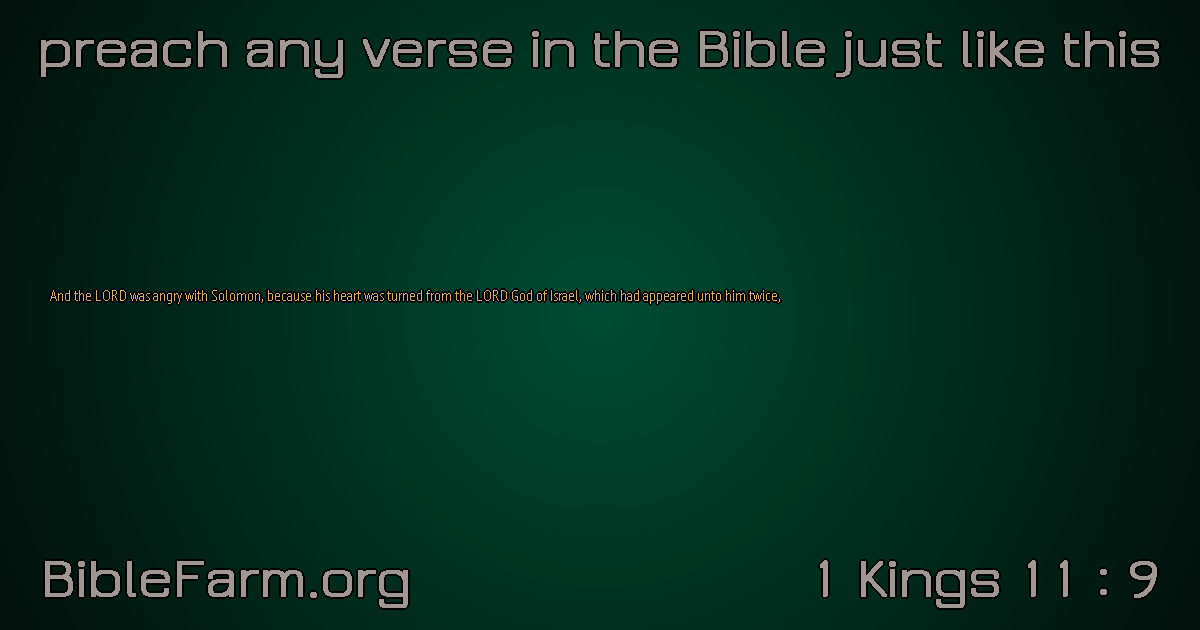 preach any verse in the Bible just like this
And the LORD was angry with Solomon, because his heart was turned from the LORD God of Israel, which had appeared unto him twice,
BibleFarm.org
1 Kings 11 : 9